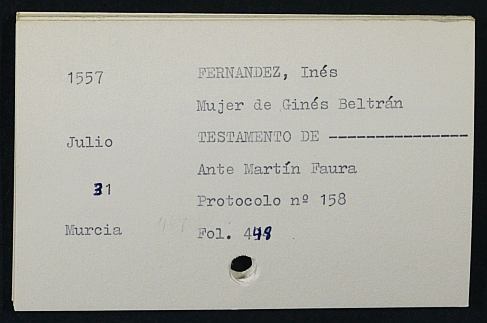 1557
FERNANDEZ, Inés
Mujer de Ginés Beltrán
Julio
TESTAMENTO DE ---------------
Ante Martín Faura
31
Protocolo nº 158
Murcia
Fol. 448